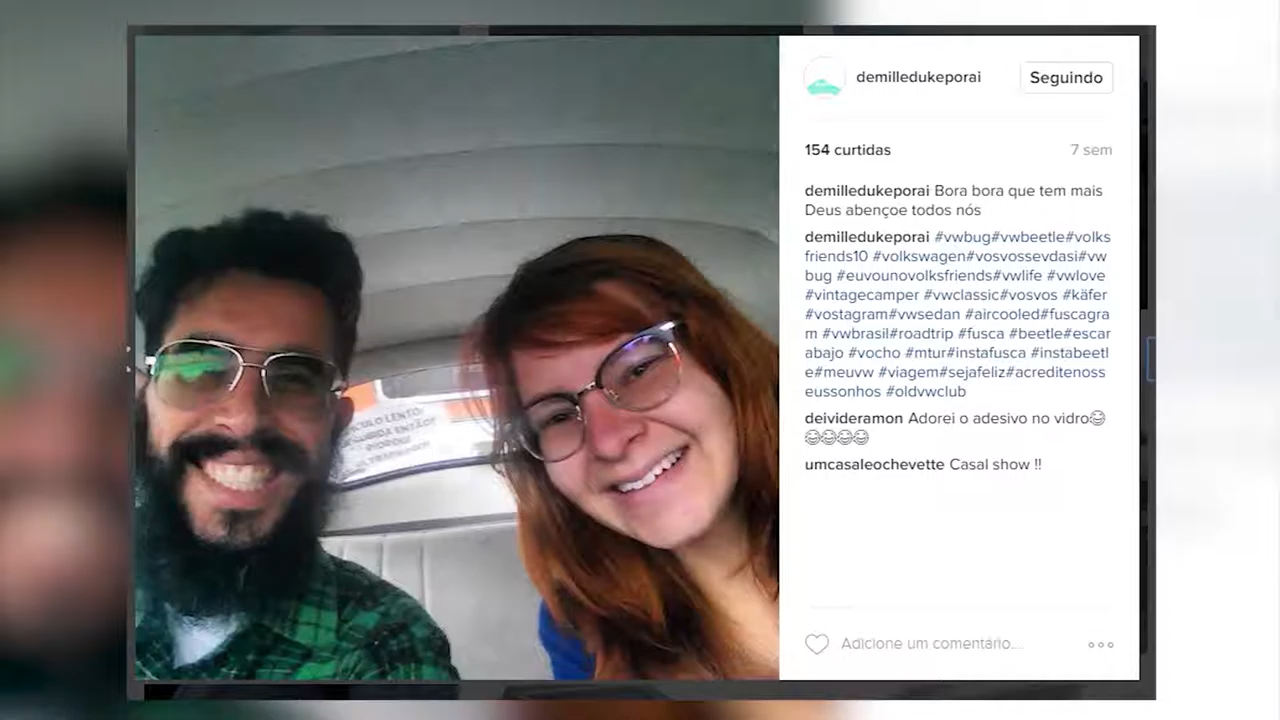 demilledukeporai
Seguindo
154 curtidas
7 sem
demilledukeporai Bora bora que tem mais
Deus abençoe todos nós
demilledukeporai #vwbug#vwbeetle#volks
friends10 #volkswagen#vosvossevdasi#vw
bug #euvounovolksfriends#vwlife #vwlove
#vintagecamper #vwclassic#vosvos #käfer
#vostagram#vwsedan #aircooled#fuscagra
m #vwbrasil#roadtrip #fusca #beetle#escar
abajo #vocho #mtur#instafusca #instabeetl
e#meuvw #viagem#sejafeliz#acreditenoss
eussonhos #oldvwclub
deivideramon Adorei o adesivo no vidro😂
😂😂😂😂
umcasaleochevette Casal show !!
Adicione um comentário...
LENTO!